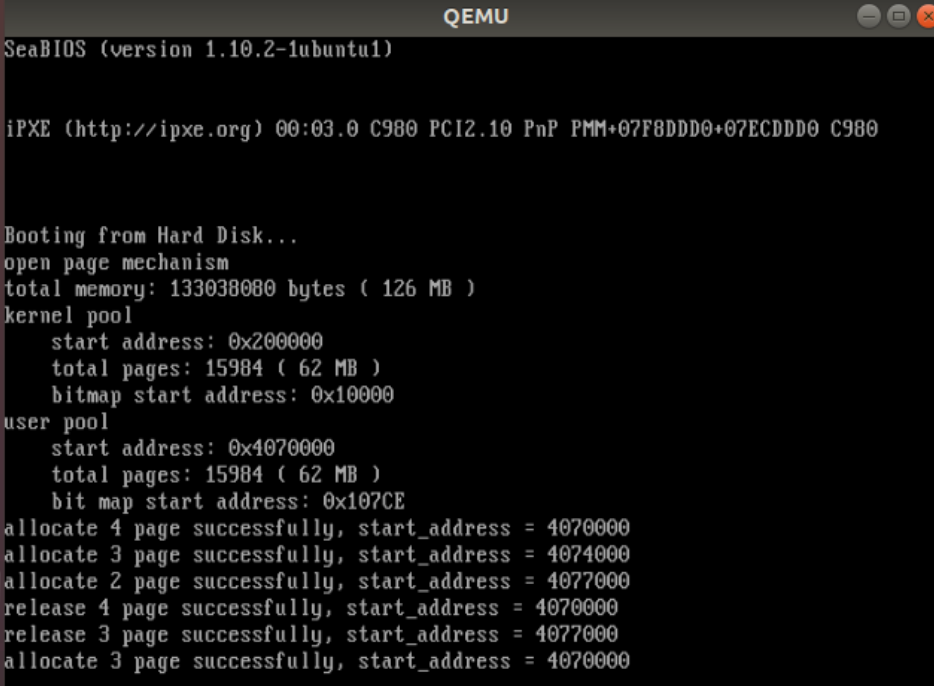 QEMU
SeaBIOS (version 1.10.2-1ubuntu1)
iPXE (http://ipxe.org) 00:03.0 C980 PCI2.10 PnP PMM+07F8DDD0+07ECDDD0 C980
Booting from Hard Disk...
open page mechanism
total memory: 133038080 bytes ( 126 MB )
kernel pool
    start address: 0x200000
    total pages: 15984 ( 62 MB )
    bitmap start address: 0x10000
user pool
    start address: 0x4070000
    total pages: 15984 ( 62 MB )
    bit map start address: 0x107CE
allocate 4 page successfully, start_address = 4070000
allocate 3 page successfully, start_address = 4074000
allocate 2 page successfully, start_address = 4077000
release 4 page successfully, start_address = 4070000
release 3 page successfully, start_address = 4077000
allocate 3 page successfully, start_address = 4070000